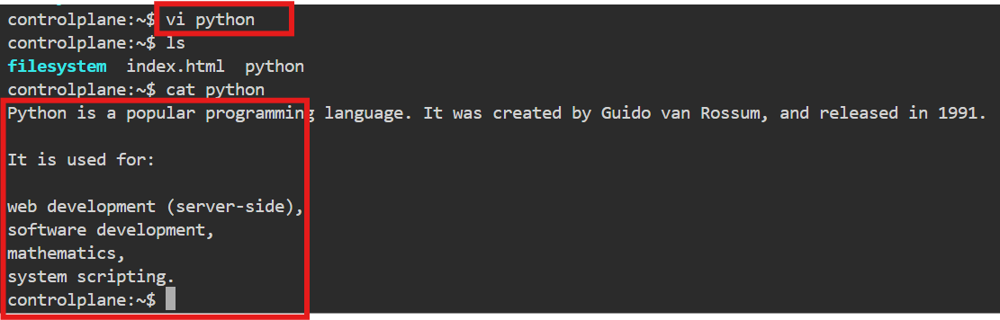 controlplane:~$ vi python
controlplane:~$ ls
filesystem index.html python
controlplane:~$ cat python
Python is a popular programming language. It was created by Guido van Rossum, and released in 1991.
It is used for:
web development (server-side),
software development,
mathematics,
system scripting.
controlplane:~$